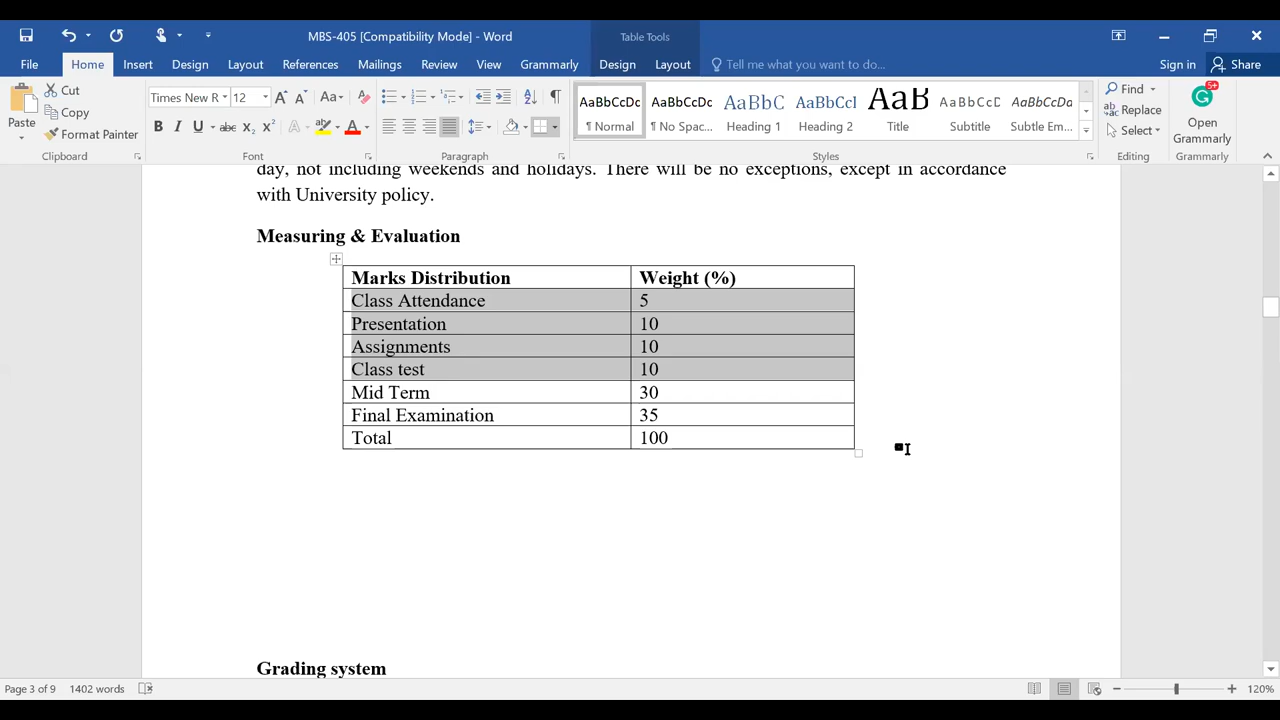 MBS-405 [Compatibility Mode] - Word
Table Tools
File Home Insert Design Layout References Mailings Grammarly Review View Design Layout Tell me what you want to do... Sign in Share
Paste
Cut
Copy
Format Painter
Clipboard
Times New R 12
Font
Paragraph
AaBbCcDc AaBbCcDc AaBbC AaBbCcI AaB AaBbCcD AaBbCcDc
¶ Normal ¶ No Spac... Heading 1 Heading 2 Title Subtitle Subtle Em...
Styles
Find
Replace
Select
Editing
Open
Grammarly
Grammarly
day, not including weekends and holidays. There will be no exceptions, except in accordance
with University policy.
Measuring & Evaluation
Marks Distribution Weight (%)
Class Attendance 5
Presentation 10
Assignments 10
Class test 10
Mid Term 30
Final Examination 35
Total 100
Grading system
Page 3 of 9 1402 words 120%